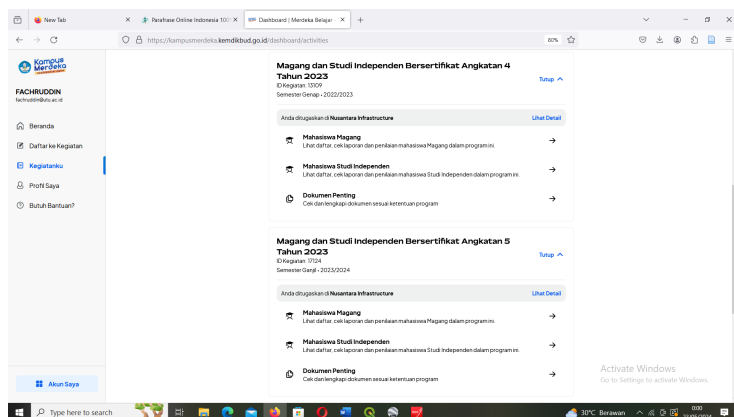 New Tab
Parafrase Online Indonesia 100%
Dashboard | Merdeka Belajar -
https://kampusmerdeka.kemdikbud.go.id/dashboard/activities
80%
Kampus
Merdeka
FACHRUDDIN
fachruddin@utu.ac.id
Beranda
Daftar ke Kegiatan
Kegiatanku
Profil Saya
Butuh Bantuan?
Akun Saya
Magang dan Studi Independen Bersertifikat Angkatan 4
Tahun 2023
Tutup
ID Kegiatan: 13109
Semester Genap • 2022/2023
Anda ditugaskan di Nusantara Infrastructure
Lihat Detail
Mahasiswa Magang
Lihat daftar, cek laporan dan penilaian mahasiswa Magang dalam program ini.
Mahasiswa Studi Independen
Lihat daftar, cek laporan dan penilaian mahasiswa Studi Independen dalam program ini.
Dokumen Penting
Cek dan lengkapi dokumen sesuai ketentuan program
Magang dan Studi Independen Bersertifikat Angkatan 5
Tahun 2023
Tutup
ID Kegiatan: 17124
Semester Ganjil • 2023/2024
Anda ditugaskan di Nusantara Infrastructure
Lihat Detail
Mahasiswa Magang
Lihat daftar, cek laporan dan penilaian mahasiswa Magang dalam program ini.
Mahasiswa Studi Independen
Lihat daftar, cek laporan dan penilaian mahasiswa Studi Independen dalam program ini.
Dokumen Penting
Cek dan lengkapi dokumen sesuai ketentuan program
Activate Windows
Go to Settings to activate Windows.
Type here to search
30°C Berawan
0:00